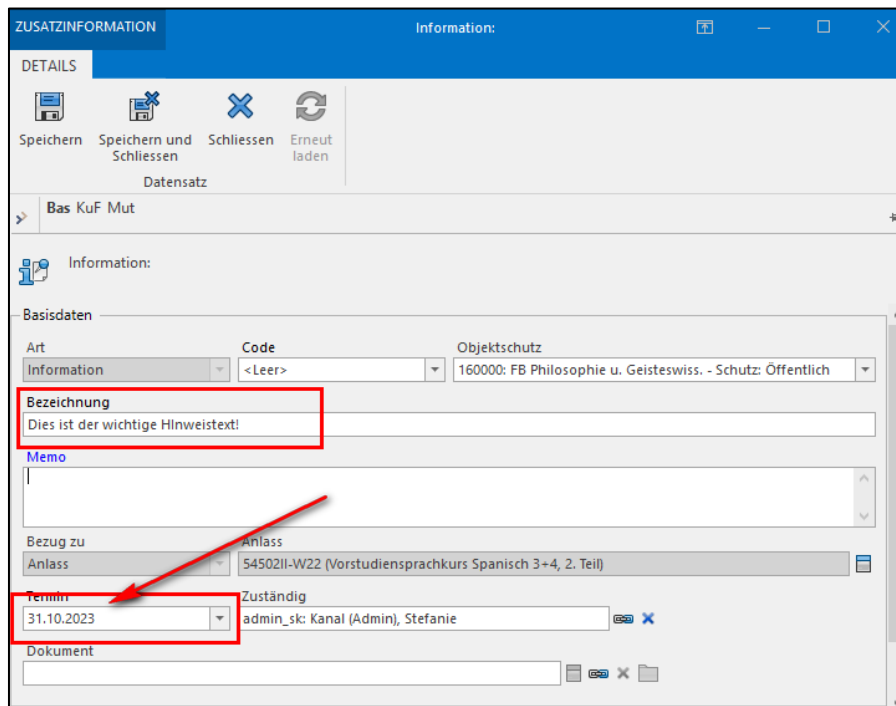 ZUSATZINFORMATION Information:
DETAILS
Speichern Speichern und Schliessen Schliessen Erneut laden
Datensatz
Bas KuF Mut
Information:
Basisdaten
Art Code Objektschutz
Information <Leer> 160000: FB Philosophie u. Geisteswiss. - Schutz: Öffentlich
Bezeichnung
Dies ist der wichtige HInweistext!
Memo
Bezug zu Anlass
Anlass 54502II-W22 (Vorstudiensprachkurs Spanisch 3+4, 2. Teil)
Termin Zuständig
31.10.2023 admin_sk: Kanal (Admin), Stefanie
Dokument